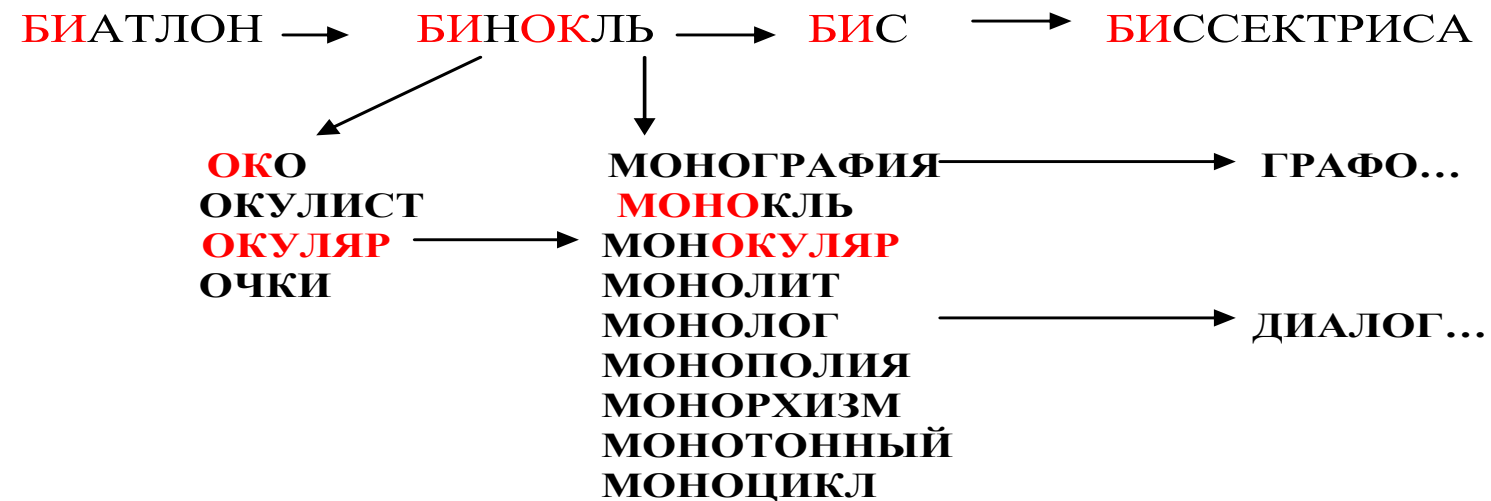 БИАТЛОН БИНОКЛЬ БИС БИССЕКТРИСА
ОКО МОНОГРАФИЯ ГРАФО…
ОКУЛИСТ МОНОКЛЬ
ОКУЛЯР МОНОКУЛЯР
ОЧКИ МОНОЛИТ
МОНОЛОГ ДИАЛОГ…
МОНОПОЛИЯ
МОНОРХИЗМ
МОНОТОННЫЙ
МОНОЦИКЛ